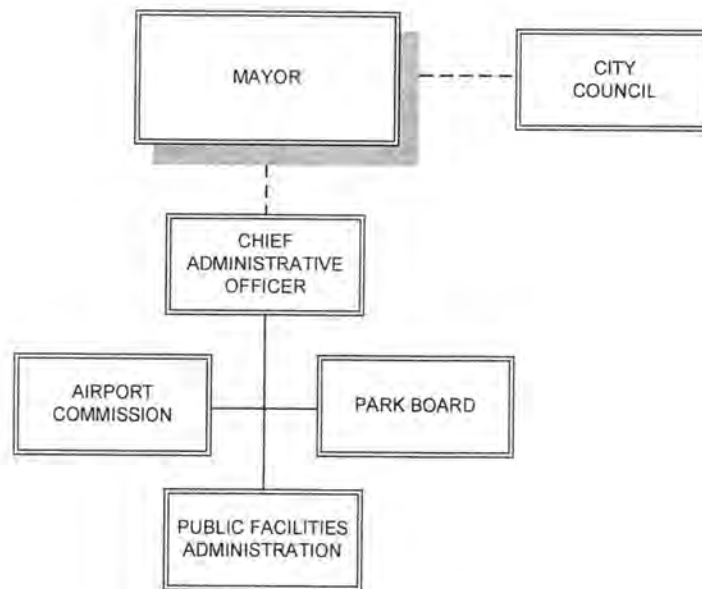 MAYOR
CITY
COUNCIL
CHIEF
ADMINISTRATIVE
OFFICER
AIRPORT
COMMISSION
PARK BOARD
PUBLIC FACILITIES
ADMINISTRATION